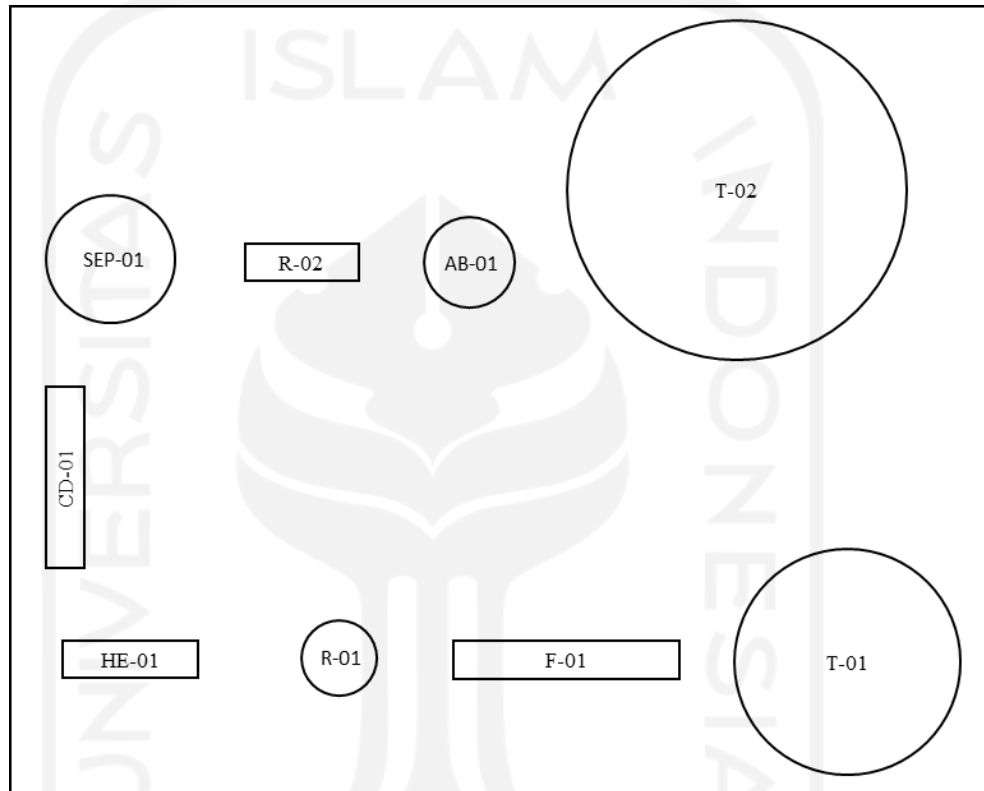 ISLAM
UNIVERSITAS
INDONESIA
T-02
SEP-01
R-02
AB-01
CD-01
HE-01
R-01
F-01
T-01